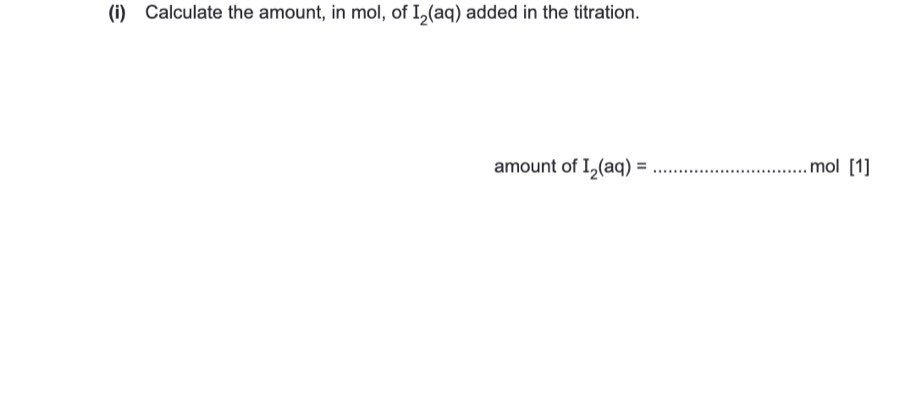 (i) Calculate the amount, in mol, of I₂(aq) added in the titration.
amount of I₂(aq) = .............................. mol [1]